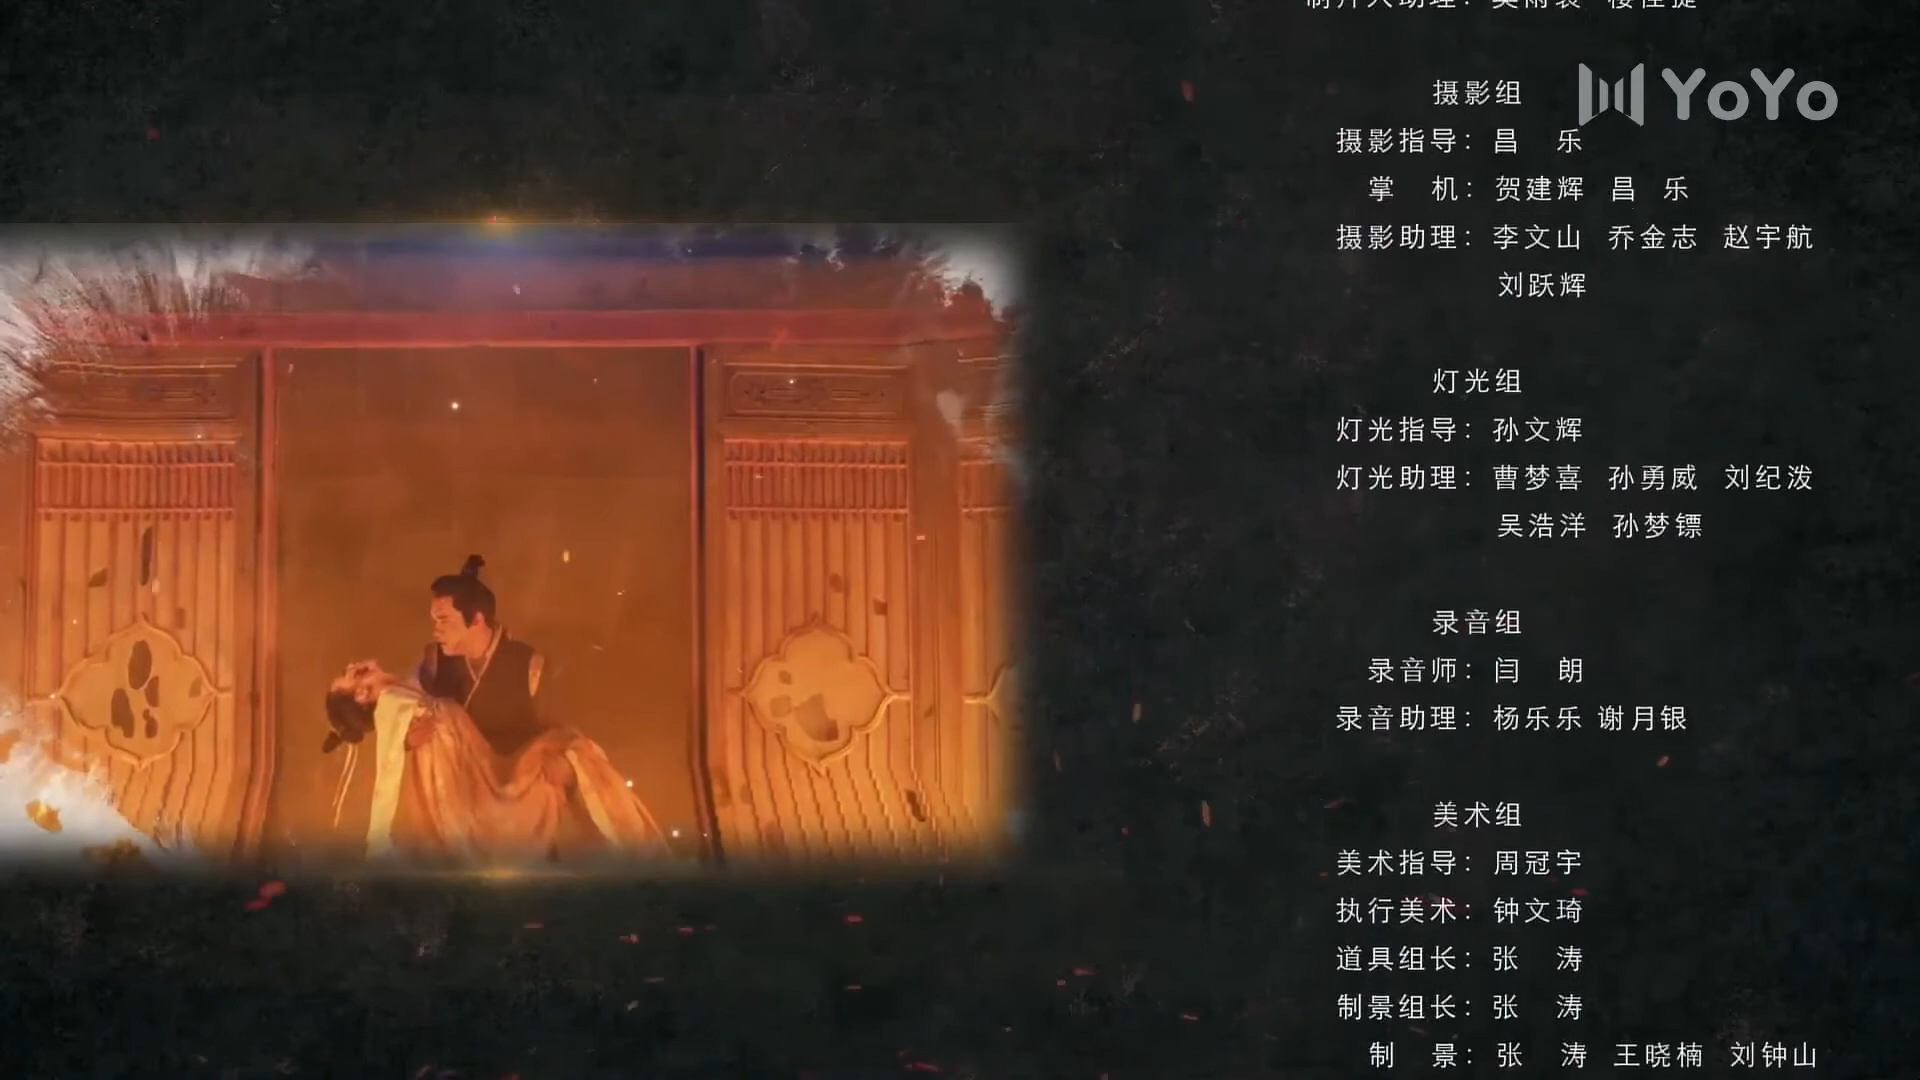 YoYo
摄影组
摄影指导：昌 乐
掌 机：贺建辉 昌 乐
摄影助理：李文山 乔金志 赵宇航
刘跃辉
灯光组
灯光指导：孙文辉
灯光助理：曹梦喜 孙勇威 刘纪泼
吴浩洋 孙梦镖
录音组
录音师：闫 朗
录音助理：杨乐乐 谢月银
美术组
美术指导：周冠宇
执行美术：钟文琦
道具组长：张 涛
制景组长：张 涛
制 景：张 涛 王晓楠 刘钟山